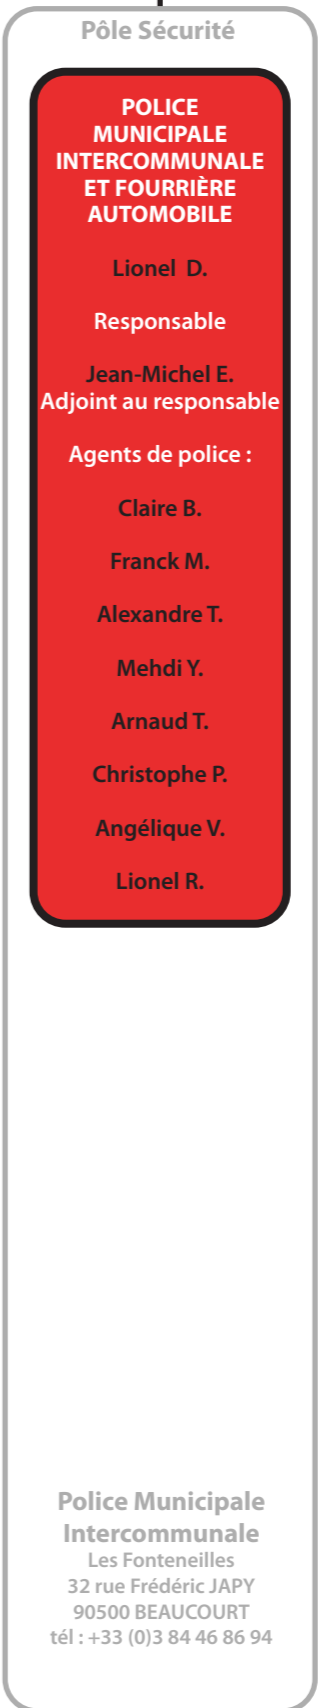 Pôle Sécurité
POLICE
MUNICIPALE
INTERCOMMUNALE
ET FOURRIÈRE
AUTOMOBILE
Lionel D.
Responsable
Jean-Michel E.
Adjoint au responsable
Agents de police :
Claire B.
Franck M.
Alexandre T.
Mehdi Y.
Arnaud T.
Christophe P.
Angélique V.
Lionel R.
Police Municipale
Intercommunale
Les Fonteneilles
32 rue Frédéric JAPY
90500 BEAUCOURT
tél : +33 (0)3 84 46 86 94